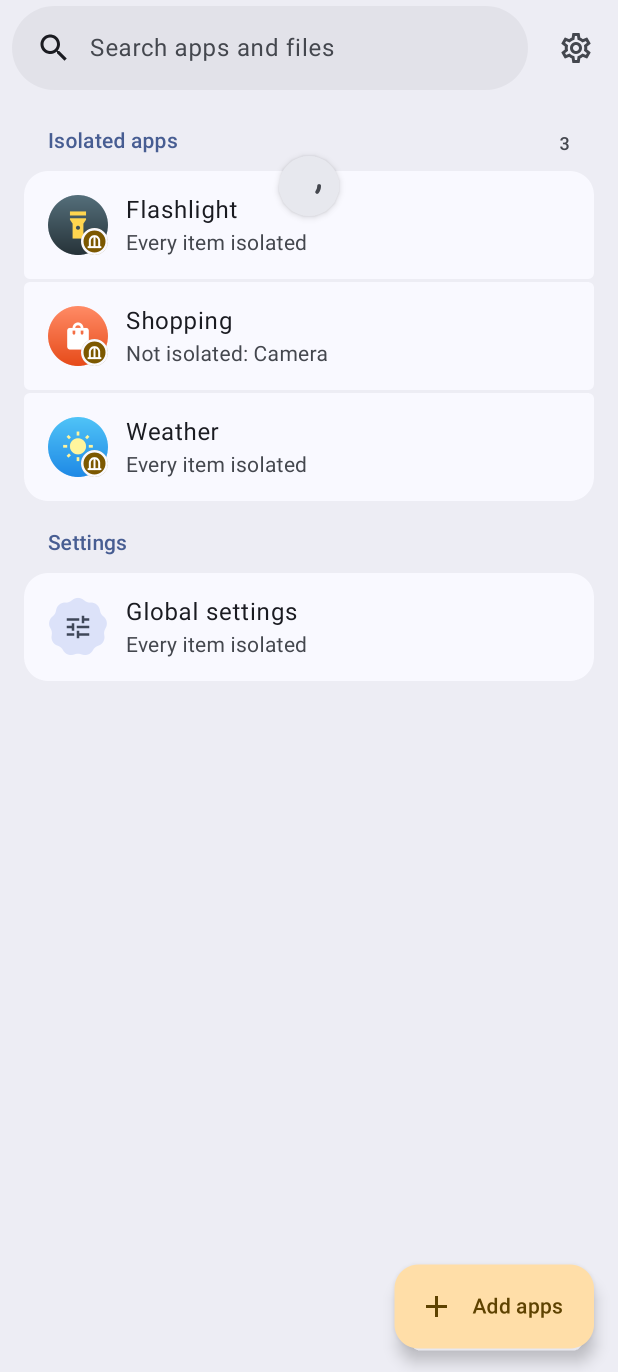 Search apps and files
Isolated apps
3
Flashlight
Every item isolated
Shopping
Not isolated: Camera
Weather
Every item isolated
Settings
Global settings
Every item isolated
Add apps